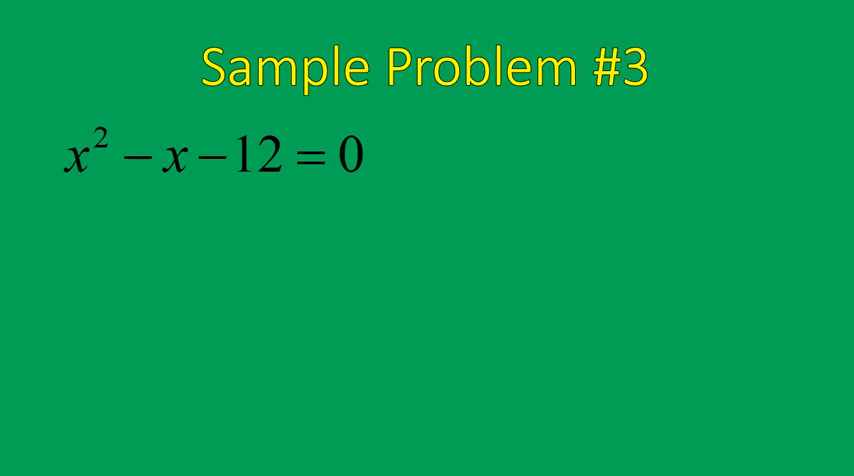 Sample Problem #3
x² − x − 12 = 0